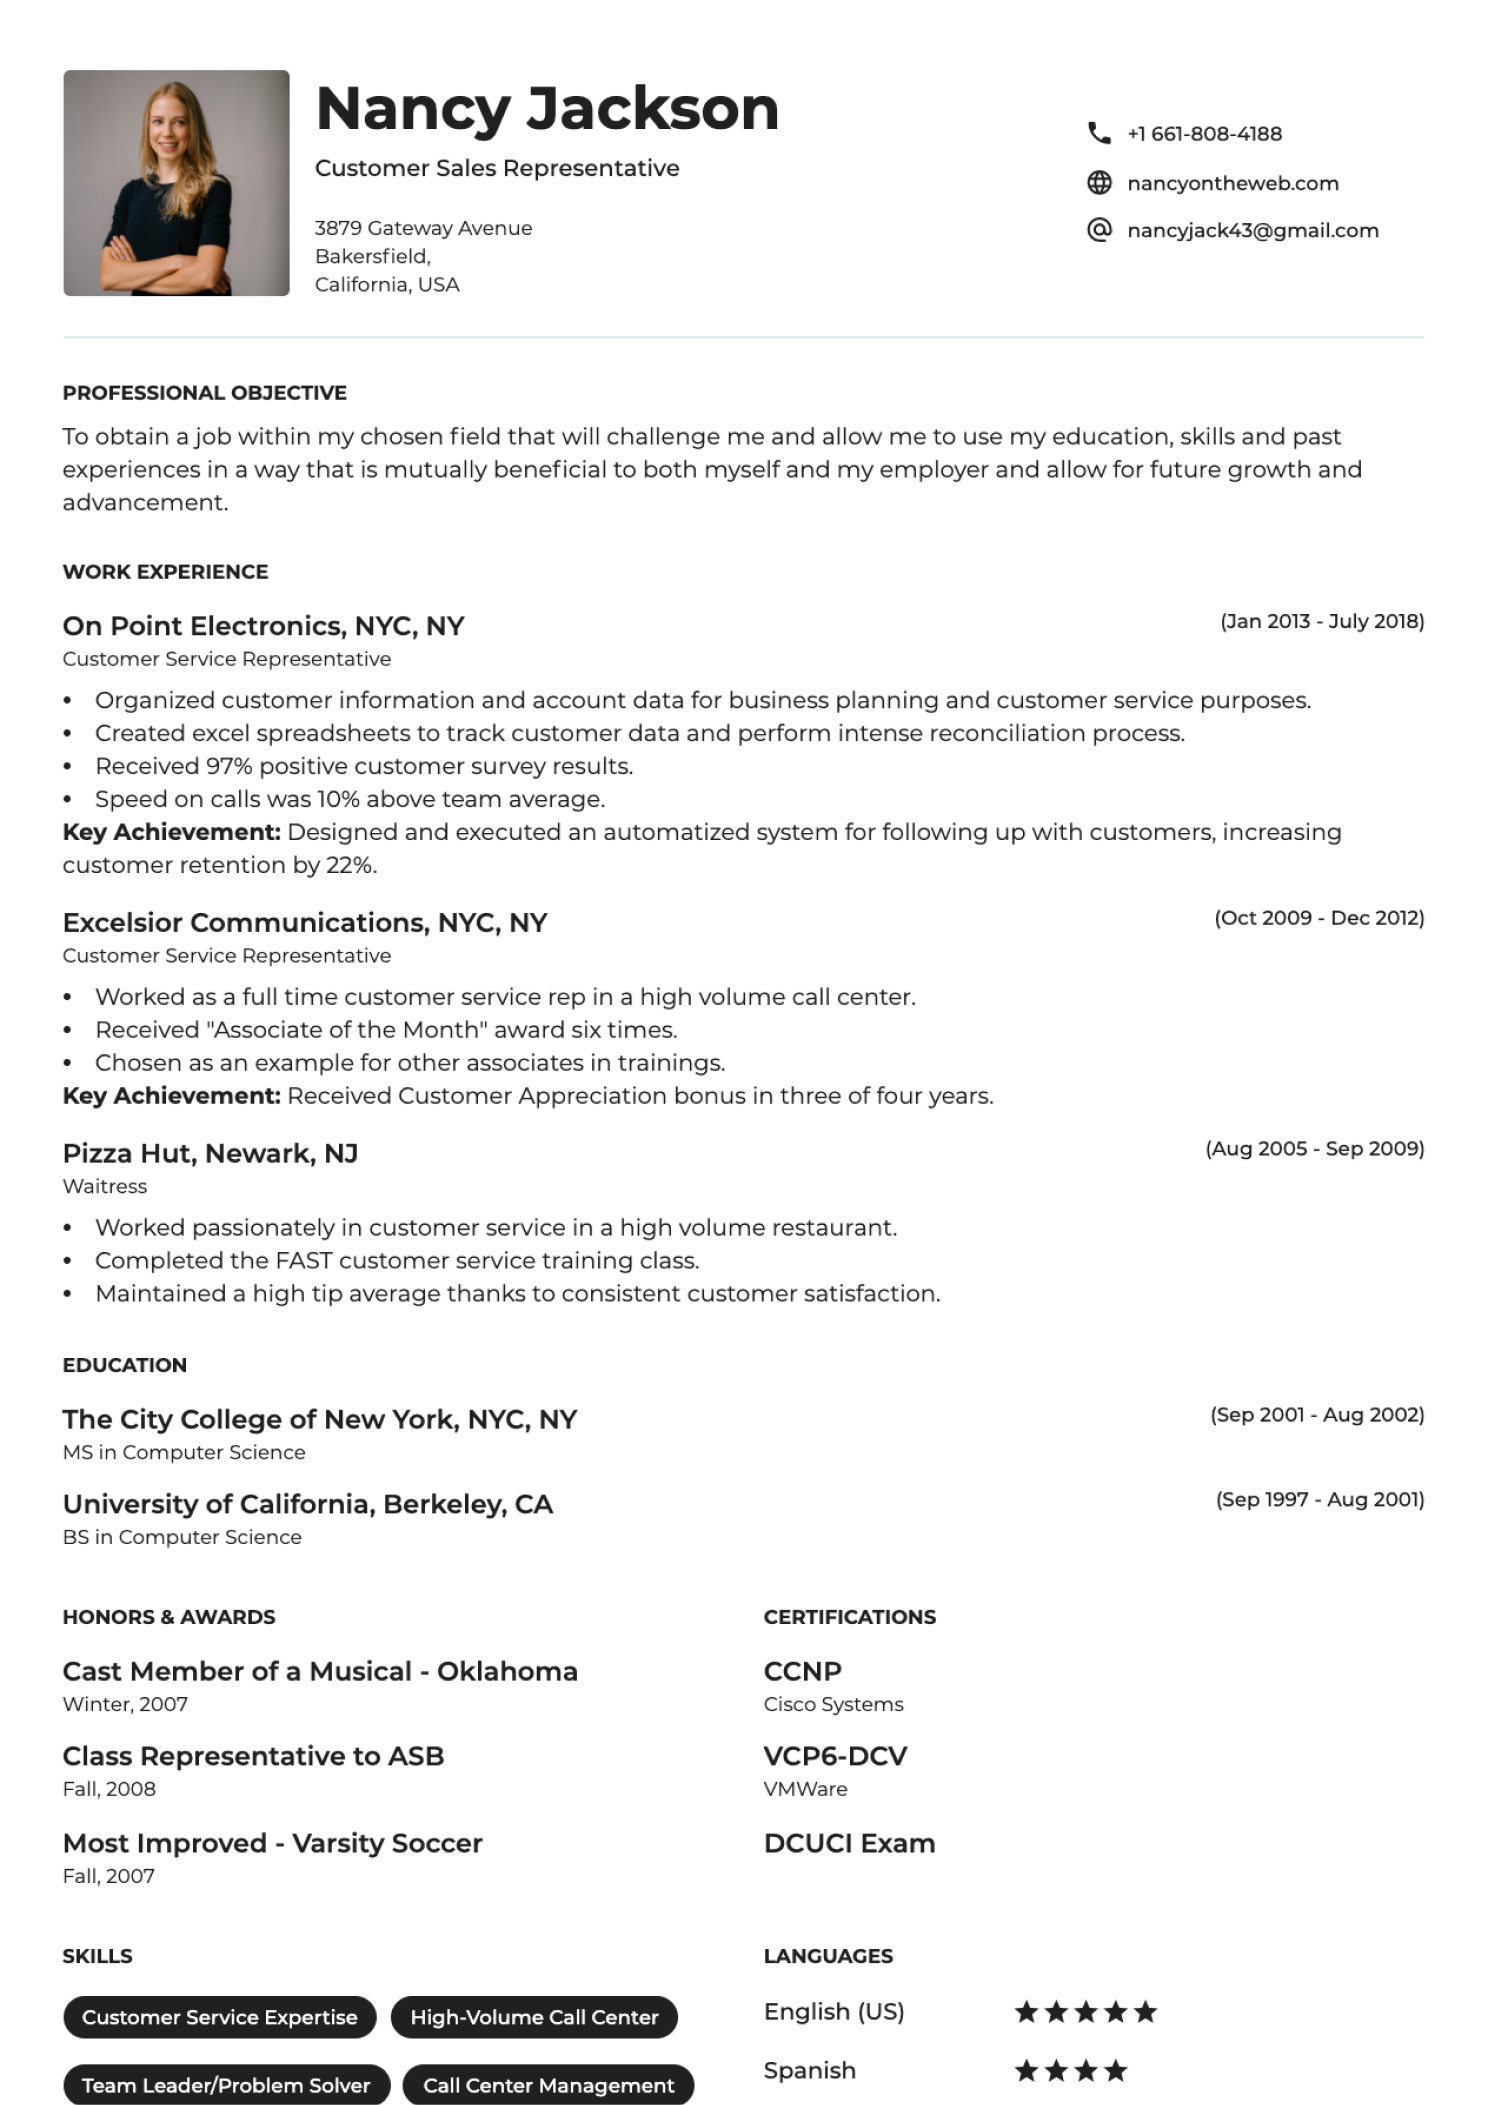 Nancy Jackson
Customer Sales Representative
3879 Gateway Avenue
Bakersfield,
California, USA
+1 661-808-4188
nancyontheweb.com
nancyjack43@gmail.com
PROFESSIONAL OBJECTIVE
To obtain a job within my chosen field that will challenge me and allow me to use my education, skills and past
experiences in a way that is mutually beneficial to both myself and my employer and allow for future growth and
advancement.
WORK EXPERIENCE
On Point Electronics, NYC, NY (Jan 2013 - July 2018)
Customer Service Representative
• Organized customer information and account data for business planning and customer service purposes.
• Created excel spreadsheets to track customer data and perform intense reconciliation process.
• Received 97% positive customer survey results.
• Speed on calls was 10% above team average.
Key Achievement: Designed and executed an automatized system for following up with customers, increasing
customer retention by 22%.
Excelsior Communications, NYC, NY (Oct 2009 - Dec 2012)
Customer Service Representative
• Worked as a full time customer service rep in a high volume call center.
• Received "Associate of the Month" award six times.
• Chosen as an example for other associates in trainings.
Key Achievement: Received Customer Appreciation bonus in three of four years.
Pizza Hut, Newark, NJ (Aug 2005 - Sep 2009)
Waitress
• Worked passionately in customer service in a high volume restaurant.
• Completed the FAST customer service training class.
• Maintained a high tip average thanks to consistent customer satisfaction.
EDUCATION
The City College of New York, NYC, NY (Sep 2001 - Aug 2002)
MS in Computer Science
University of California, Berkeley, CA (Sep 1997 - Aug 2001)
BS in Computer Science
HONORS & AWARDS
Cast Member of a Musical - Oklahoma
Winter, 2007
Class Representative to ASB
Fall, 2008
Most Improved - Varsity Soccer
Fall, 2007
CERTIFICATIONS
CCNP
Cisco Systems
VCP6-DCV
VMWare
DCUCI Exam
SKILLS
Customer Service Expertise High-Volume Call Center
Team Leader/Problem Solver Call Center Management
LANGUAGES
English (US) ★★★★★
Spanish ★★★★